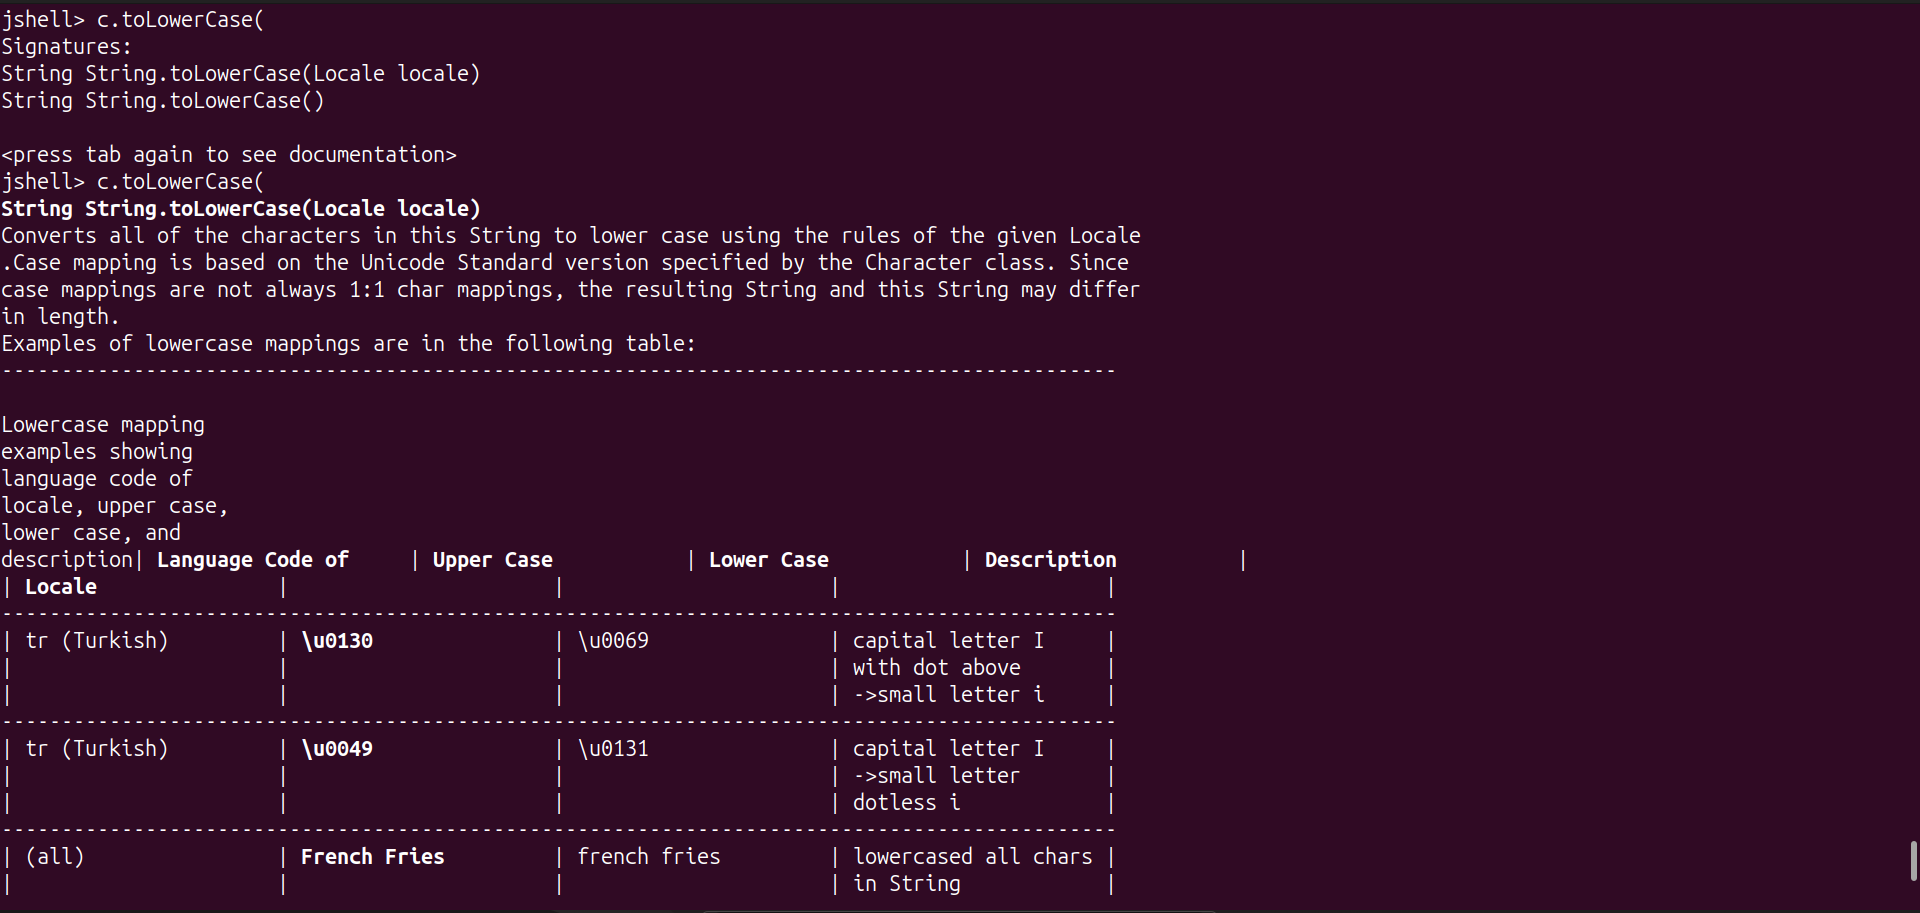 jshell> c.toLowerCase(
Signatures:
String String.toLowerCase(Locale locale)
String String.toLowerCase()

<press tab again to see documentation>
jshell> c.toLowerCase(
String String.toLowerCase(Locale locale)
Converts all of the characters in this String to lower case using the rules of the given Locale
.Case mapping is based on the Unicode Standard version specified by the Character class. Since
case mappings are not always 1:1 char mappings, the resulting String and this String may differ
in length.
Examples of lowercase mappings are in the following table:
---------------------------------------------------------------------------------------------

Lowercase mapping
examples showing
language code of
locale, upper case,
lower case, and
description| Language Code of     | Upper Case           | Lower Case           | Description          |
| Locale               |                      |                      |                      |
---------------------------------------------------------------------------------------------
| tr (Turkish)         | \u0130               | \u0069               | capital letter I     |
|                      |                      |                      | with dot above       |
|                      |                      |                      | ->small letter i     |
---------------------------------------------------------------------------------------------
| tr (Turkish)         | \u0049               | \u0131               | capital letter I     |
|                      |                      |                      | ->small letter       |
|                      |                      |                      | dotless i            |
---------------------------------------------------------------------------------------------
| (all)                | French Fries         | french fries         | lowercased all chars |
|                      |                      |                      | in String            |